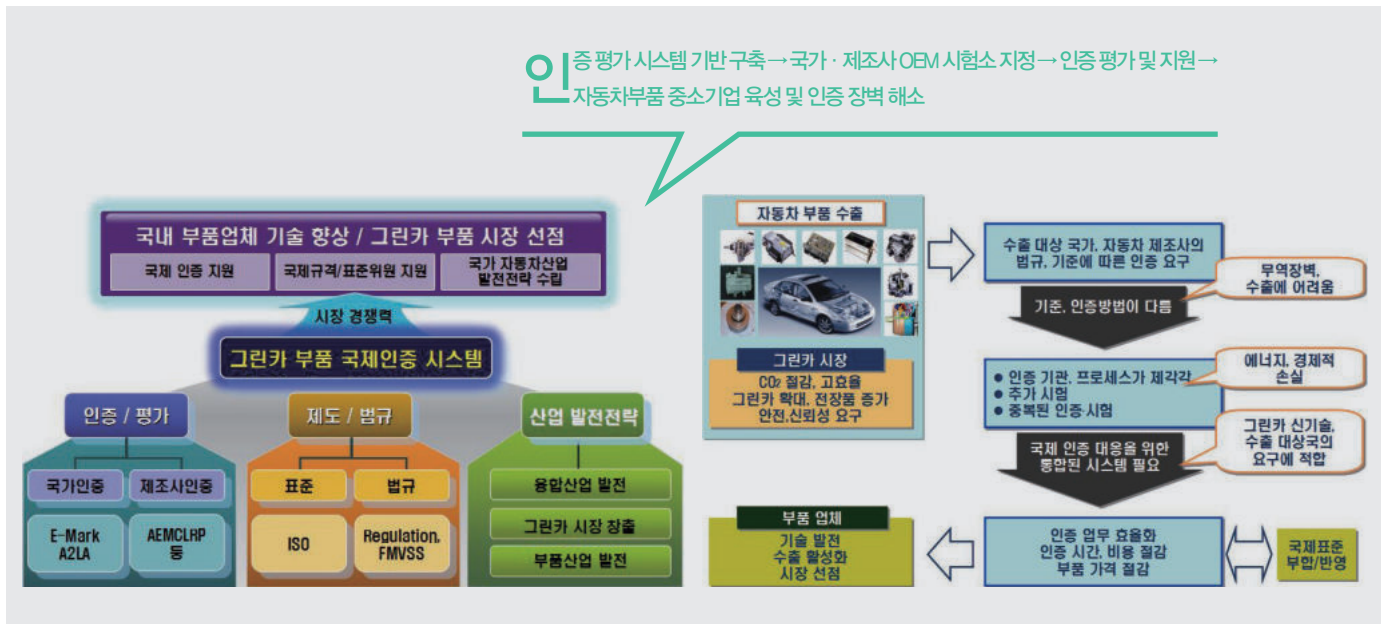 인증 평가 시스템 기반 구축→국가 · 제조사 OEM 시험소 지정→인증 평가 및 지원→
자동차부품 중소기업 육성 및 인증 장벽 해소
국내 부품업체 기술 향상 / 그린카 부품 시장 선점
국제 인증 지원
국제규격/표준위원 지원
국가 자동차산업
발전전략 수립
시장 경쟁력
그린카 부품 국제인증 시스템
인증 / 평가
국가인증
제조사인증
E-Mark
A2LA
AEMCLRP
등
제도 / 법규
표준
법규
ISO
Regulation,
FMVSS
산업 발전전략
융합산업 발전
그린카 시장 창출
부품산업 발전
자동차 부품 수출
그린카 시장
CO₂ 절감, 고효율
그린카 확대, 전장품 증가
안전,신뢰성 요구
수출 대상 국가, 자동차 제조사의
법규, 기준에 따른 인증 요구
무역장벽,
수출에 어려움
기준, 인증방법이 다름
에너지, 경제적
손실
● 인증 기관, 프로세스가 제각각
● 추가 시험
● 중복된 인증 시험
그린카 신기술,
수출 대상국의
요구에 적합
국제 인증 대응을 위한
통합된 시스템 필요
인증 업무 효율화
인증 시간, 비용 절감
부품 가격 절감
국제표준
부합/반영
부품 업체
기술 발전
수출 활성화
시장 선점